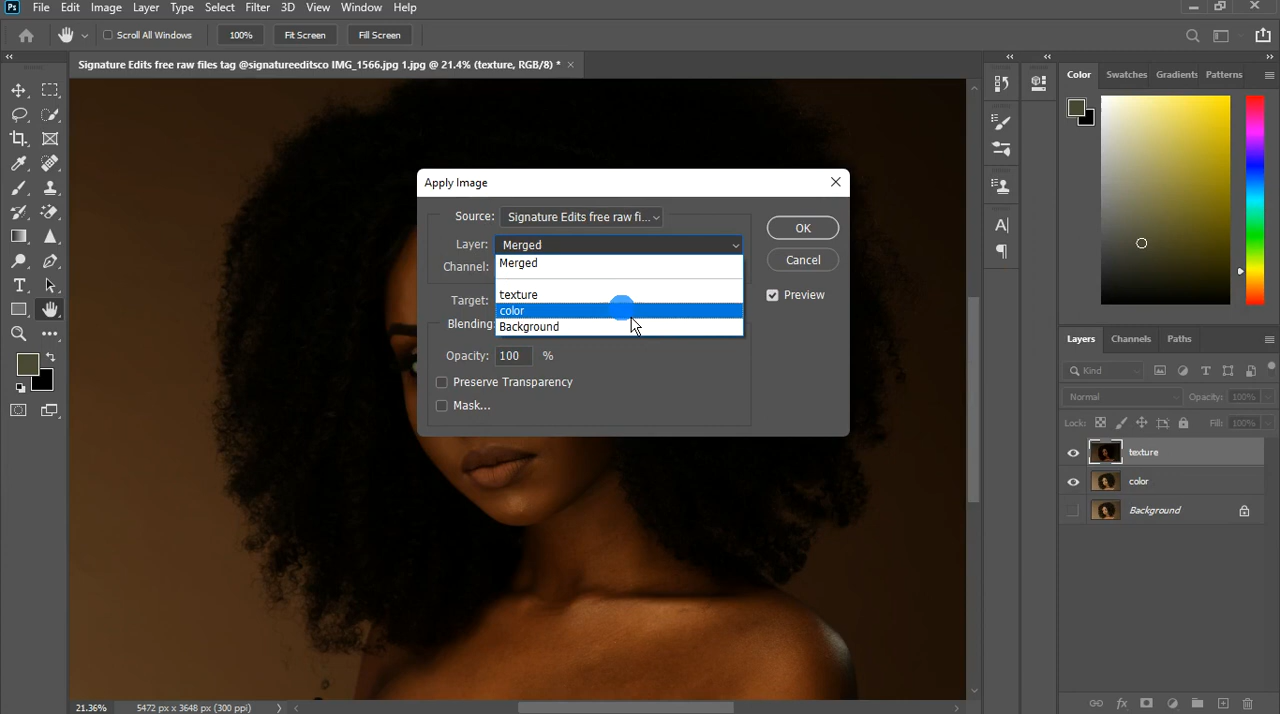 Ps File Edit Image Layer Type Select Filter 3D View Window Help
Scroll All Windows 100% Fit Screen Fill Screen
Signature Edits free raw files tag @signatureeditsco IMG_1566.jpg 1.jpg @ 21.4% (texture, RGB/8) *
Color Swatches Gradients Patterns
Apply Image
Source: Signature Edits free raw fi...
Layer: Merged
Merged
Channel:
texture
Target:
color
Blending
Background
Opacity: 100 %
Preserve Transparency
Mask...
OK
Cancel
Preview
Layers Channels Paths
Kind
Normal Opacity: 100%
Lock: Fill: 100%
texture
color
Background
21.36% 5472 px x 3648 px (300 ppi)